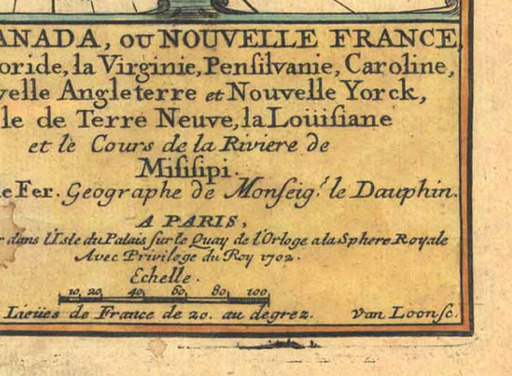 ANADA, OU NOUVELLE FRANCE,
oride, la Virginie, Pensilvanie, Caroline,
velle Angleterre et Nouvelle Yorck,
le de Terre Neuve, la Loüisiane
et le Cours de la Riviere de
Misisipi.
e Fer. Geographe de Monseig.r le Dauphin.
A PARIS,
r dans l'Isle du Palais sur le Quay de l'Orloge a la Sphere Royale
Avec Privilege du Roy 1702.
Echelle.
10 20 40 60 80 100
Lieües de France de 20. au degrez. van Loon sc.